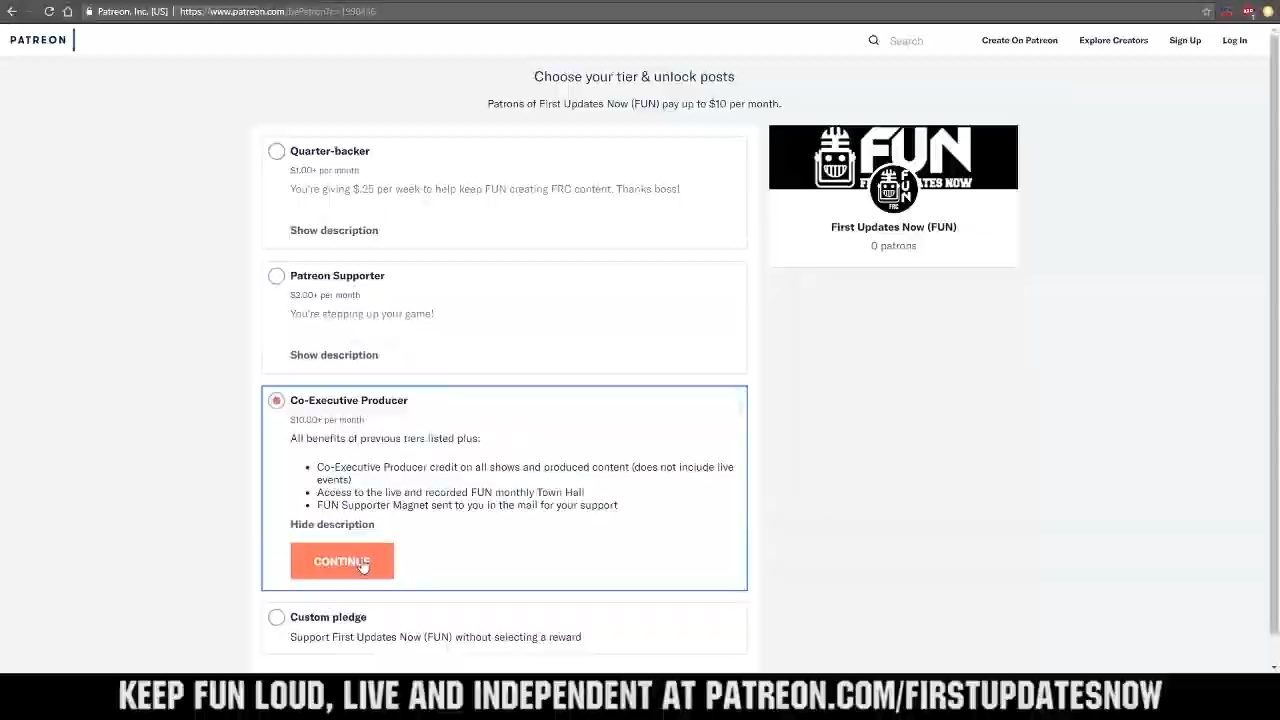 Patreon, Inc. [US] | https://www.patreon.com/bePatron?
PATREON
Search
Create On Patreon
Explore Creators
Sign Up
Log In
Choose your tier & unlock posts
Patrons of First Updates Now (FUN) pay up to $10 per month.
Quarter-backer
$1.00+ per month
You're giving $.25 per week to help keep FUN creating FRC content. Thanks boss!
Show description
Patreon Supporter
$3.00+ per month
You're stepping up your game!
Show description
Co-Executive Producer
$10.00+ per month
All benefits of previous tiers listed plus:
• Co-Executive Producer credit on all shows and produced content (does not include live
events)
• Access to the live and recorded FUN monthly Town Hall
• FUN Supporter Magnet sent to you in the mail for your support
Hide description
CONTINUE
Custom pledge
Support First Updates Now (FUN) without selecting a reward
FUN
FUN
FRC
First Updates Now (FUN)
0 patrons
KEEP FUN LOUD, LIVE AND INDEPENDENT AT PATREON.COM/FIRSTUPDATESNOW